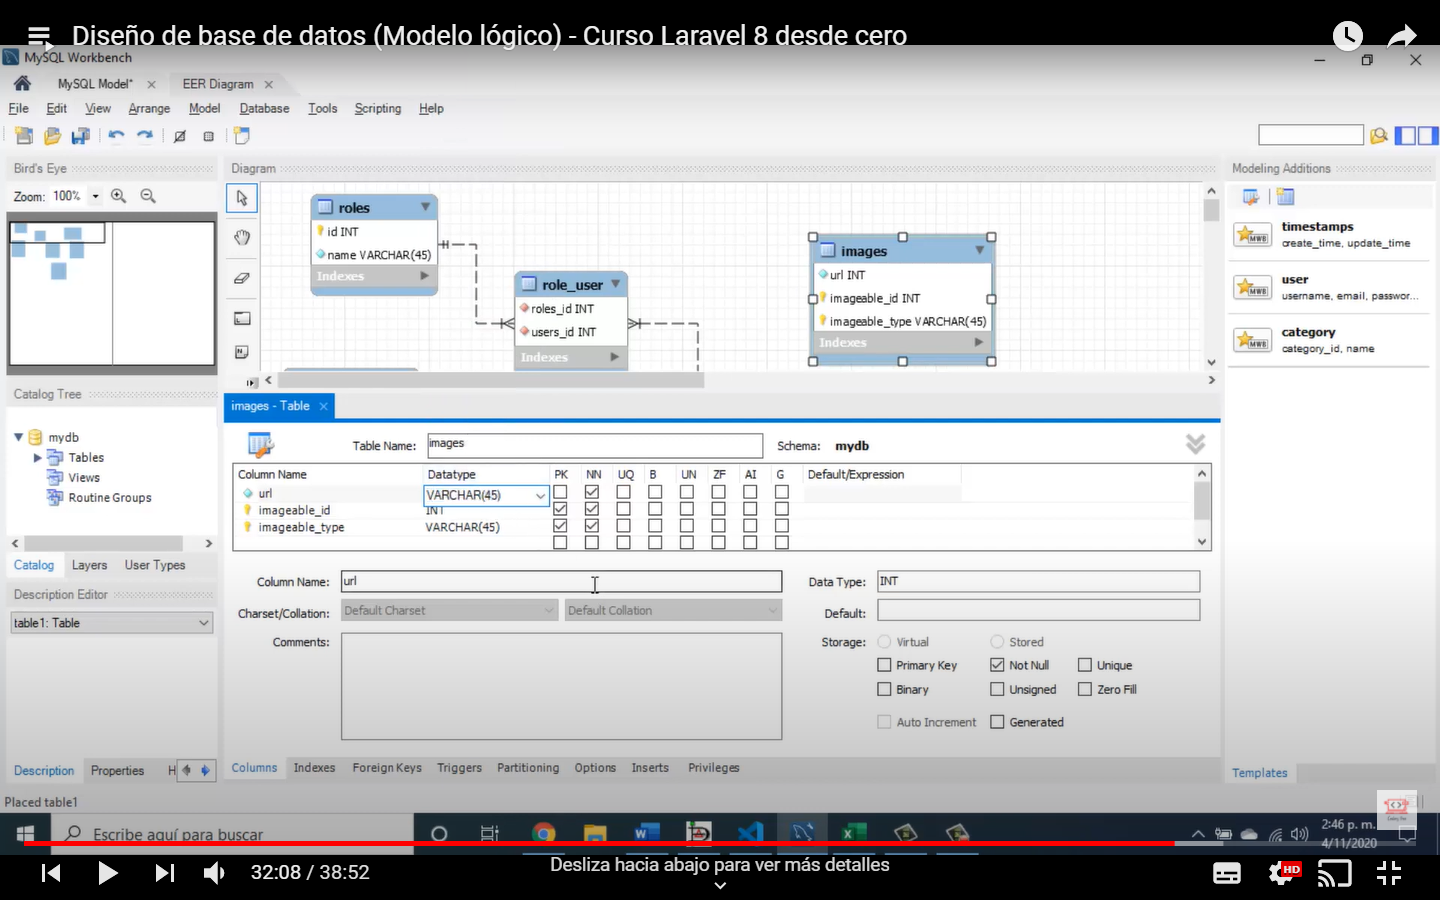 Diseño de base de datos (Modelo lógico) - Curso Laravel 8 desde cero
MySQL Workbench
MySQL Model* EER Diagram
File Edit View Arrange Model Database Tools Scripting Help
Bird's Eye
Zoom: 100%
Diagram
Modeling Additions
roles
id INT
name VARCHAR(45)
Indexes
role_user
roles_id INT
users_id INT
Indexes
images
url INT
imageable_id INT
imageable_type VARCHAR(45)
Indexes
timestamps
create_time, update_time
user
username, email, passwor...
category
category_id, name
Catalog Tree
mydb
Tables
Views
Routine Groups
Catalog Layers User Types
Description Editor
table1: Table
Description Properties H
images - Table
Table Name: images Schema: mydb
Column Name Datatype PK NN UQ B UN ZF AI G Default/Expression
url VARCHAR(45)
imageable_id INT
imageable_type VARCHAR(45)
Column Name: url Data Type: INT
Charset/Collation: Default Charset Default Collation Default:
Comments: Storage: Virtual Stored
Primary Key Not Null Unique
Binary Unsigned Zero Fill
Auto Increment Generated
Columns Indexes Foreign Keys Triggers Partitioning Options Inserts Privileges
Templates
Placed table1
Escribe aquí para buscar
2:46 p. m.
4/11/2020
32:08 / 38:52
Desliza hacia abajo para ver más detalles
HD